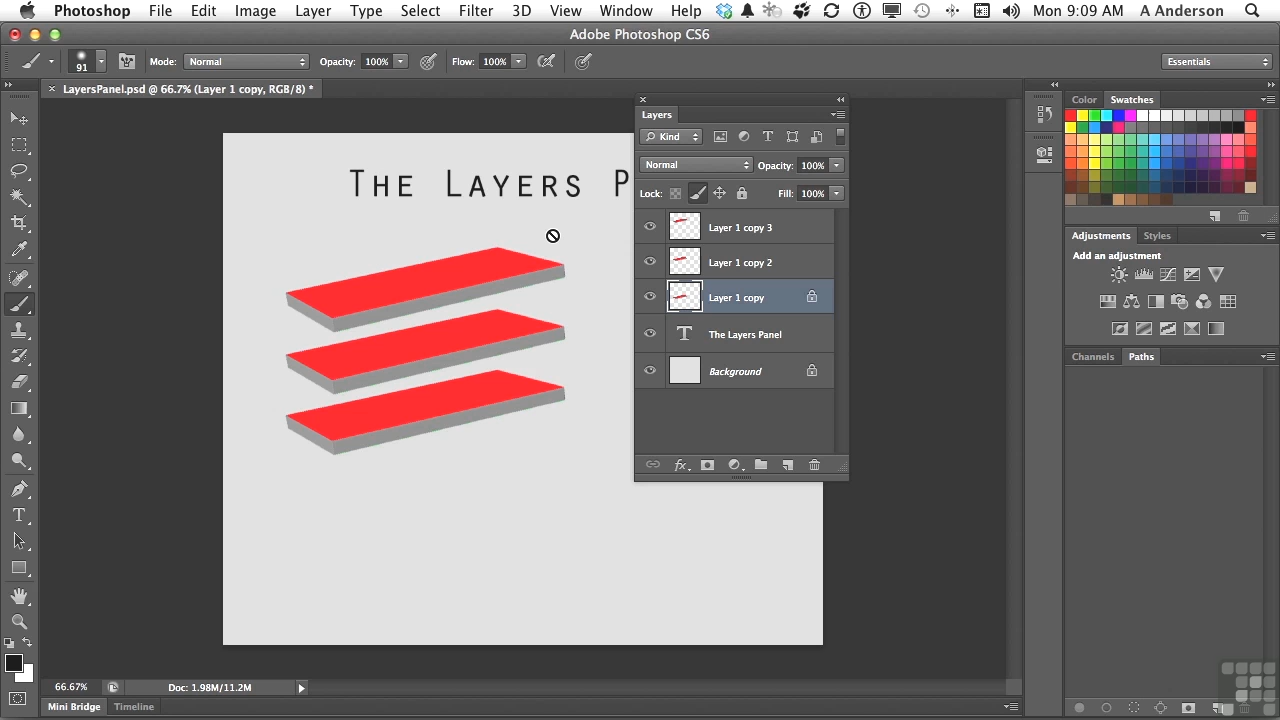 Photoshop File Edit Image Layer Type Select Filter 3D View Window Help Mon 9:09 AM A Anderson
Adobe Photoshop CS6
91 Mode: Normal Opacity: 100% Flow: 100% Essentials
× LayersPanel.psd @ 66.7% (Layer 1 copy, RGB/8) *
Color Swatches
Layers
Kind
Normal Opacity: 100%
Lock: Fill: 100%
The Layers P
Layer 1 copy 3
Layer 1 copy 2
Layer 1 copy
T The Layers Panel
Background
fx
Adjustments Styles
Add an adjustment
Channels Paths
66.67% Doc: 1.98M/11.2M
Mini Bridge Timeline